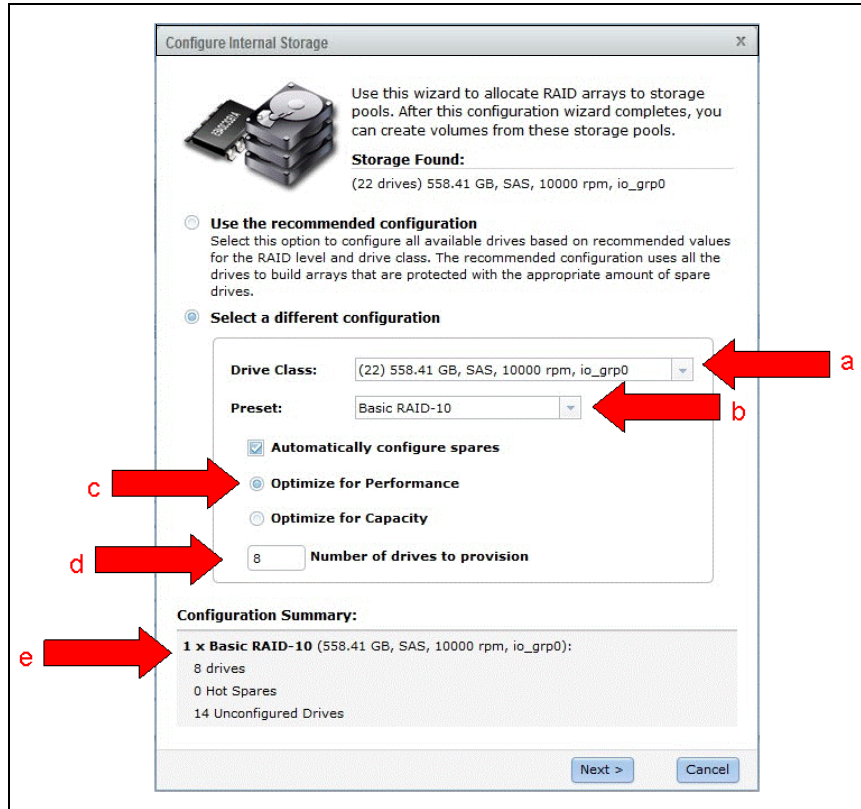 Configure Internal Storage
X
Use this wizard to allocate RAID arrays to storage
pools. After this configuration wizard completes, you
can create volumes from these storage pools.
Storage Found:
(22 drives) 558.41 GB, SAS, 10000 rpm, io_grp0
Use the recommended configuration
Select this option to configure all available drives based on recommended values
for the RAID level and drive class. The recommended configuration uses all the
drives to build arrays that are protected with the appropriate amount of spare
drives.
Select a different configuration
Drive Class: (22) 558.41 GB, SAS, 10000 rpm, io_grp0
a
Preset: Basic RAID-10
b
Automatically configure spares
c
Optimize for Performance
Optimize for Capacity
d
8 Number of drives to provision
Configuration Summary:
e
1 x Basic RAID-10 (558.41 GB, SAS, 10000 rpm, io_grp0):
8 drives
0 Hot Spares
14 Unconfigured Drives
Next > Cancel